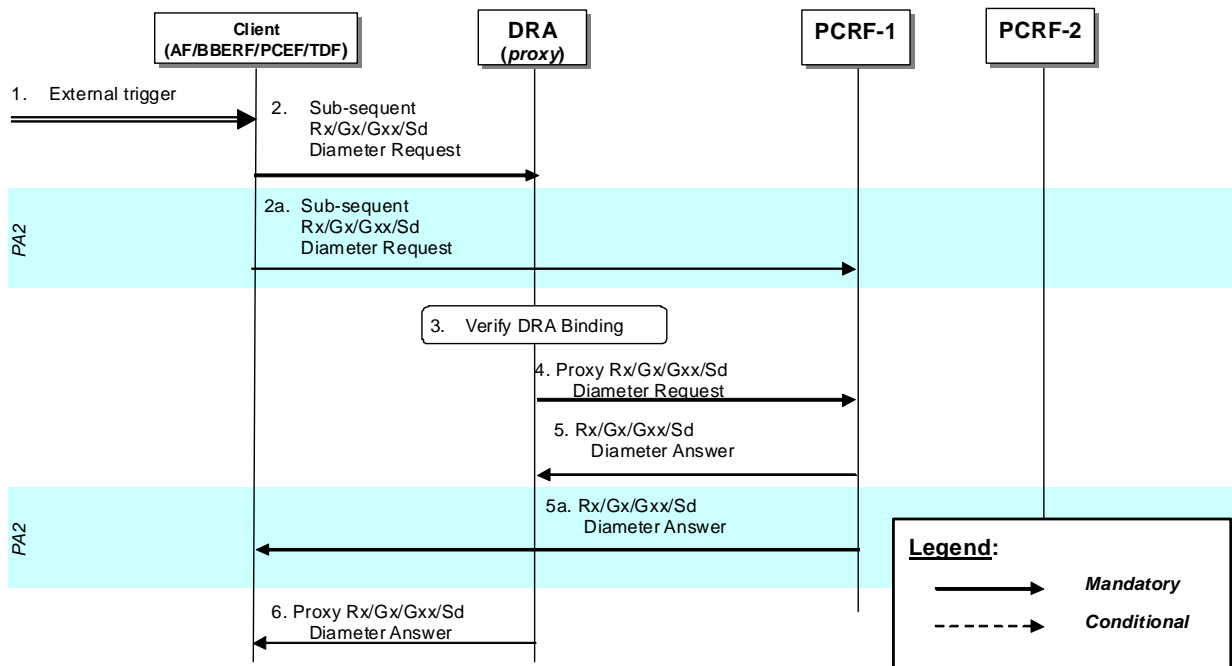 Client
(AF/BBERF/PCEF/TDF)
DRA
(proxy)
PCRF-1
PCRF-2
1. External trigger
2. Sub-sequent
Rx/Gx/Gxx/Sd
Diameter Request
PA2
2a. Sub-sequent
Rx/Gx/Gxx/Sd
Diameter Request
3. Verify DRA Binding
4. Proxy Rx/Gx/Gxx/Sd
Diameter Request
5. Rx/Gx/Gxx/Sd
Diameter Answer
PA2
5a. Rx/Gx/Gxx/Sd
Diameter Answer
6. Proxy Rx/Gx/Gxx/Sd
Diameter Answer
Legend:
Mandatory
Conditional